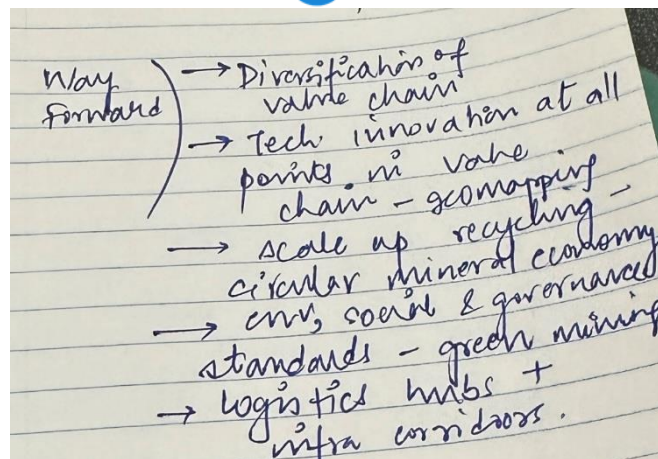 Way → Diversification of
forward value chain
→ Tech innovation at all
points in value
chain - geomapping
→ scale up recycling -
circular mineral economy
→ env, social & governance
standards - green mining
→ logistics hubs +
infra corridors.